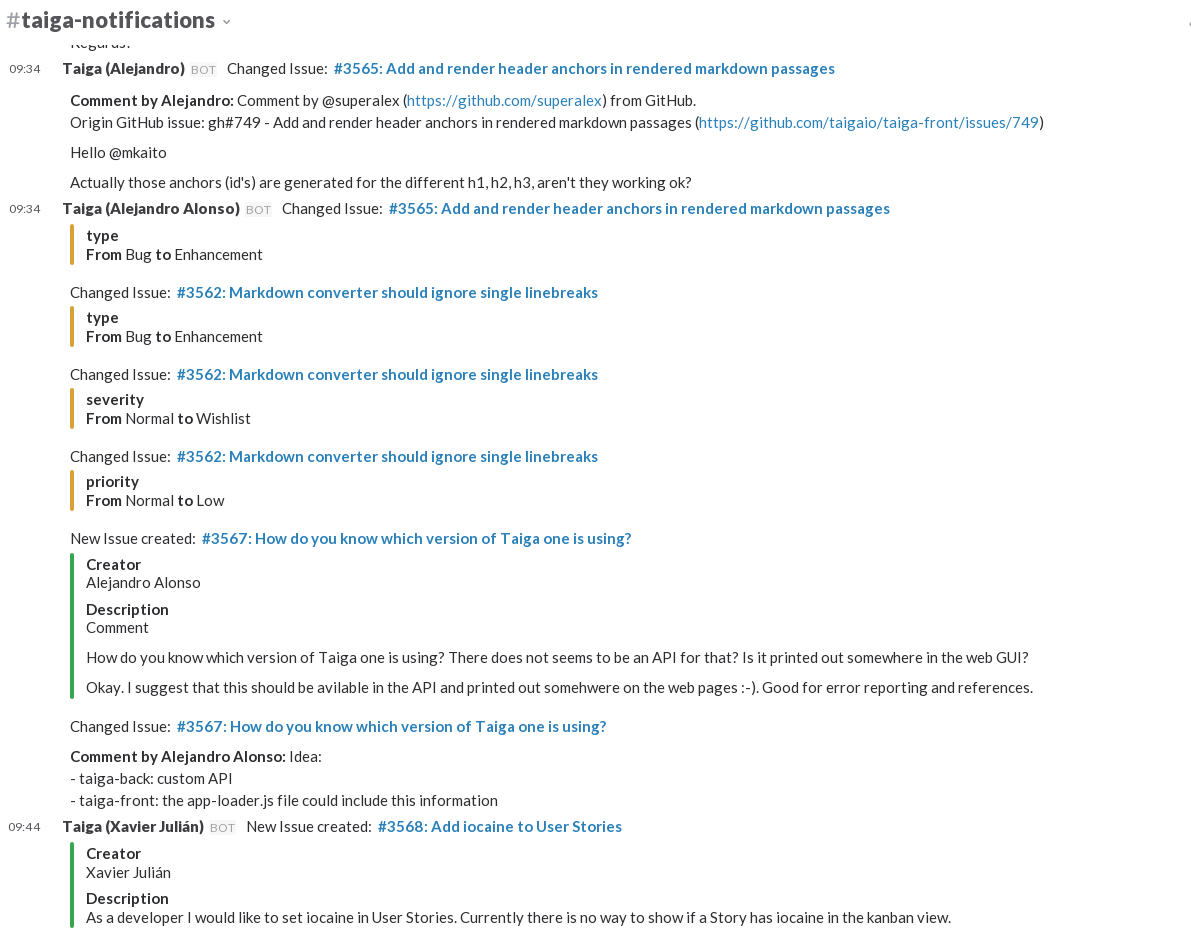 #taiga-notifications
Regards!
09:34 Taiga (Alejandro) BOT Changed Issue: #3565: Add and render header anchors in rendered markdown passages
Comment by Alejandro: Comment by @superalex (https://github.com/superalex) from GitHub.
Origin GitHub issue: gh#749 - Add and render header anchors in rendered markdown passages (https://github.com/taigaio/taiga-front/issues/749)
Hello @mkaito
Actually those anchors (id's) are generated for the different h1, h2, h3, aren't they working ok?
09:34 Taiga (Alejandro Alonso) BOT Changed Issue: #3565: Add and render header anchors in rendered markdown passages
type
From Bug to Enhancement
Changed Issue: #3562: Markdown converter should ignore single linebreaks
type
From Bug to Enhancement
Changed Issue: #3562: Markdown converter should ignore single linebreaks
severity
From Normal to Wishlist
Changed Issue: #3562: Markdown converter should ignore single linebreaks
priority
From Normal to Low
New Issue created: #3567: How do you know which version of Taiga one is using?
Creator
Alejandro Alonso
Description
Comment
How do you know which version of Taiga one is using? There does not seems to be an API for that? Is it printed out somewhere in the web GUI?
Okay. I suggest that this should be avilable in the API and printed out somehwere on the web pages :-). Good for error reporting and references.
Changed Issue: #3567: How do you know which version of Taiga one is using?
Comment by Alejandro Alonso: Idea:
- taiga-back: custom API
- taiga-front: the app-loader.js file could include this information
09:44 Taiga (Xavier Julián) BOT New Issue created: #3568: Add iocaine to User Stories
Creator
Xavier Julián
Description
As a developer I would like to set iocaine in User Stories. Currently there is no way to show if a Story has iocaine in the kanban view.